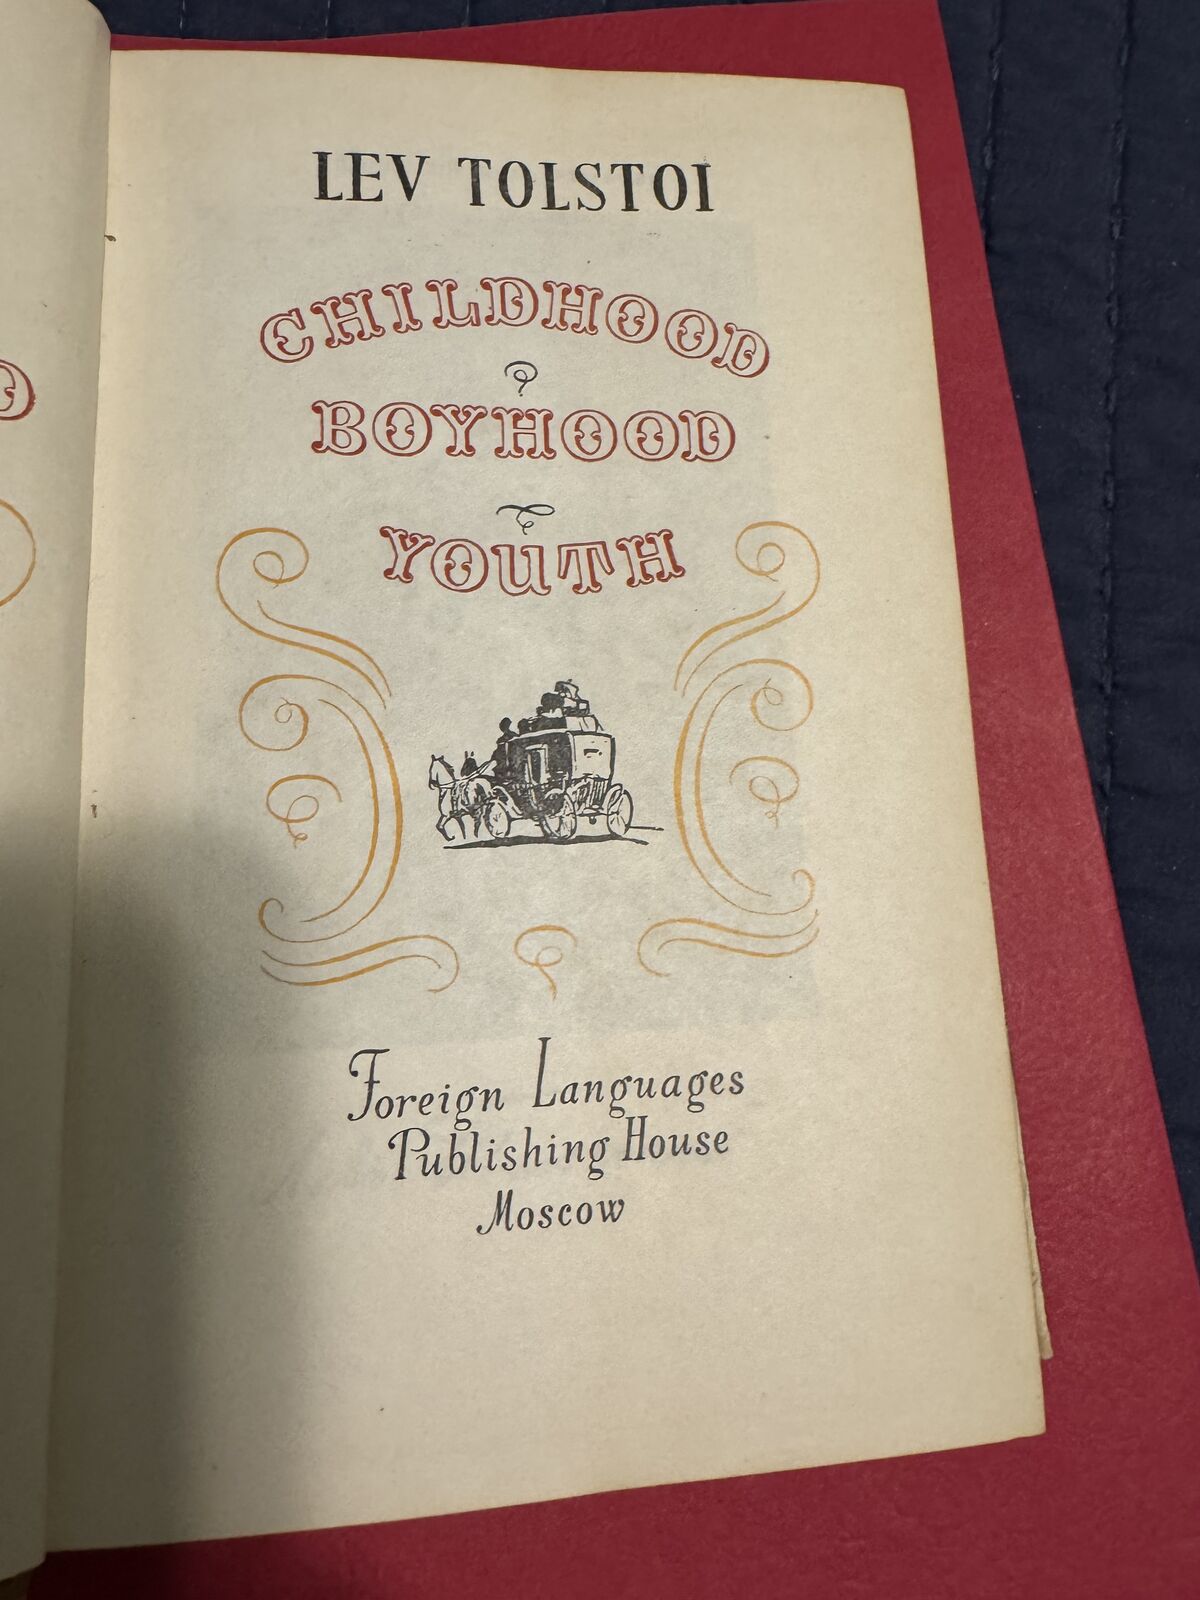 LEV TOLSTOI
CHILDHOOD
BOYHOOD
YOUTH
Foreign Languages
Publishing House
Moscow